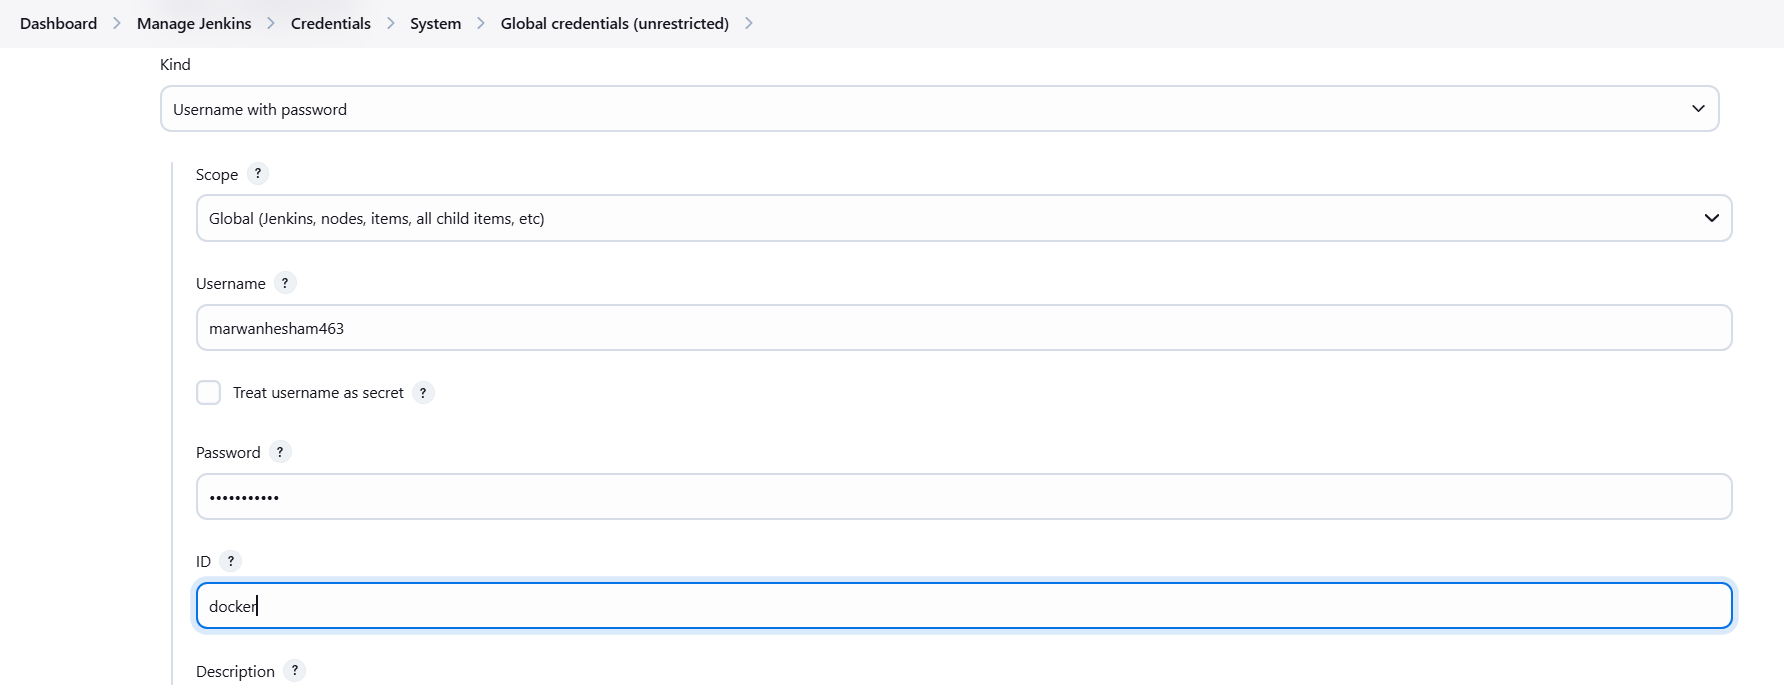 Dashboard > Manage Jenkins > Credentials > System > Global credentials (unrestricted) >
Kind
Username with password
Scope ?
Global (Jenkins, nodes, items, all child items, etc)
Username ?
marwanhesham463
Treat username as secret ?
Password ?
•••••••••••
ID ?
docker
Description ?